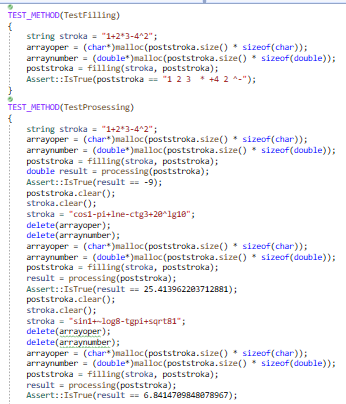 TEST_METHOD(TestFilling)
{
string stroka = "1+2*3-4^2";
arrayoper = (char*)malloc(poststroka.size() * sizeof(char));
arraynumber = (double*)malloc(poststroka.size() * sizeof(double));
poststroka = filling(stroka, poststroka);
Assert::IsTrue(poststroka == "1 2 3  * +4 2 ^-");
}
TEST_METHOD(TestProsessing)
{
string stroka = "1+2*3-4^2";
arrayoper = (char*)malloc(poststroka.size() * sizeof(char));
arraynumber = (double*)malloc(poststroka.size() * sizeof(double));
poststroka = filling(stroka, poststroka);
double result = processing(poststroka);
Assert::IsTrue(result == -9);
poststroka.clear();
stroka.clear();
stroka = "cos1-pi+lne-ctg3+20^lg10";
delete(arrayoper);
delete(arraynumber);
arrayoper = (char*)malloc(poststroka.size() * sizeof(char));
arraynumber = (double*)malloc(poststroka.size() * sizeof(double));
poststroka = filling(stroka, poststroka);
result = processing(poststroka);
Assert::IsTrue(result == 25.413962203712881);
poststroka.clear();
stroka.clear();
stroka = "sin1+~log8-tgpi+sqrt81";
delete(arrayoper);
delete(arraynumber);
arrayoper = (char*)malloc(poststroka.size() * sizeof(char));
arraynumber = (double*)malloc(poststroka.size() * sizeof(double));
poststroka = filling(stroka, poststroka);
result = processing(poststroka);
Assert::IsTrue(result == 6.8414709848078967);